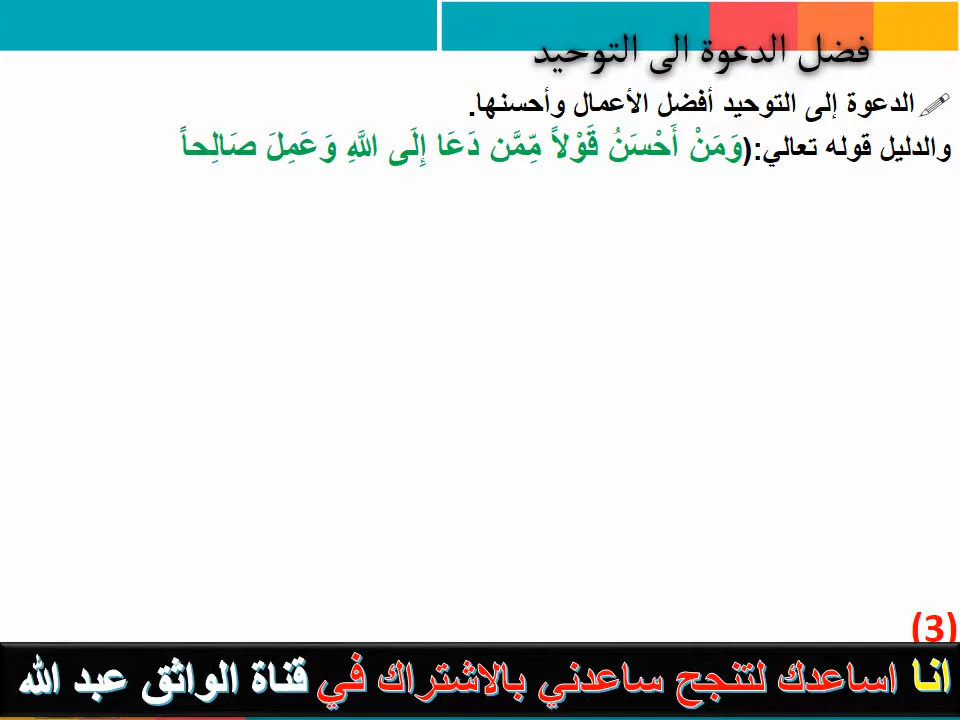 فضل الدعوة الى التوحيد
الدعوة إلى التوحيد أفضل الأعمال وأحسنها.
والدليل قوله تعالي:(وَمَنْ أَحْسَنُ قَوْلاً مِّمَّن دَعَا إِلَى اللَّهِ وَعَمِلَ صَالِحاً
(3)
انا اساعدك لتنجح ساعدني بالاشتراك في قناة الواثق عبد الله